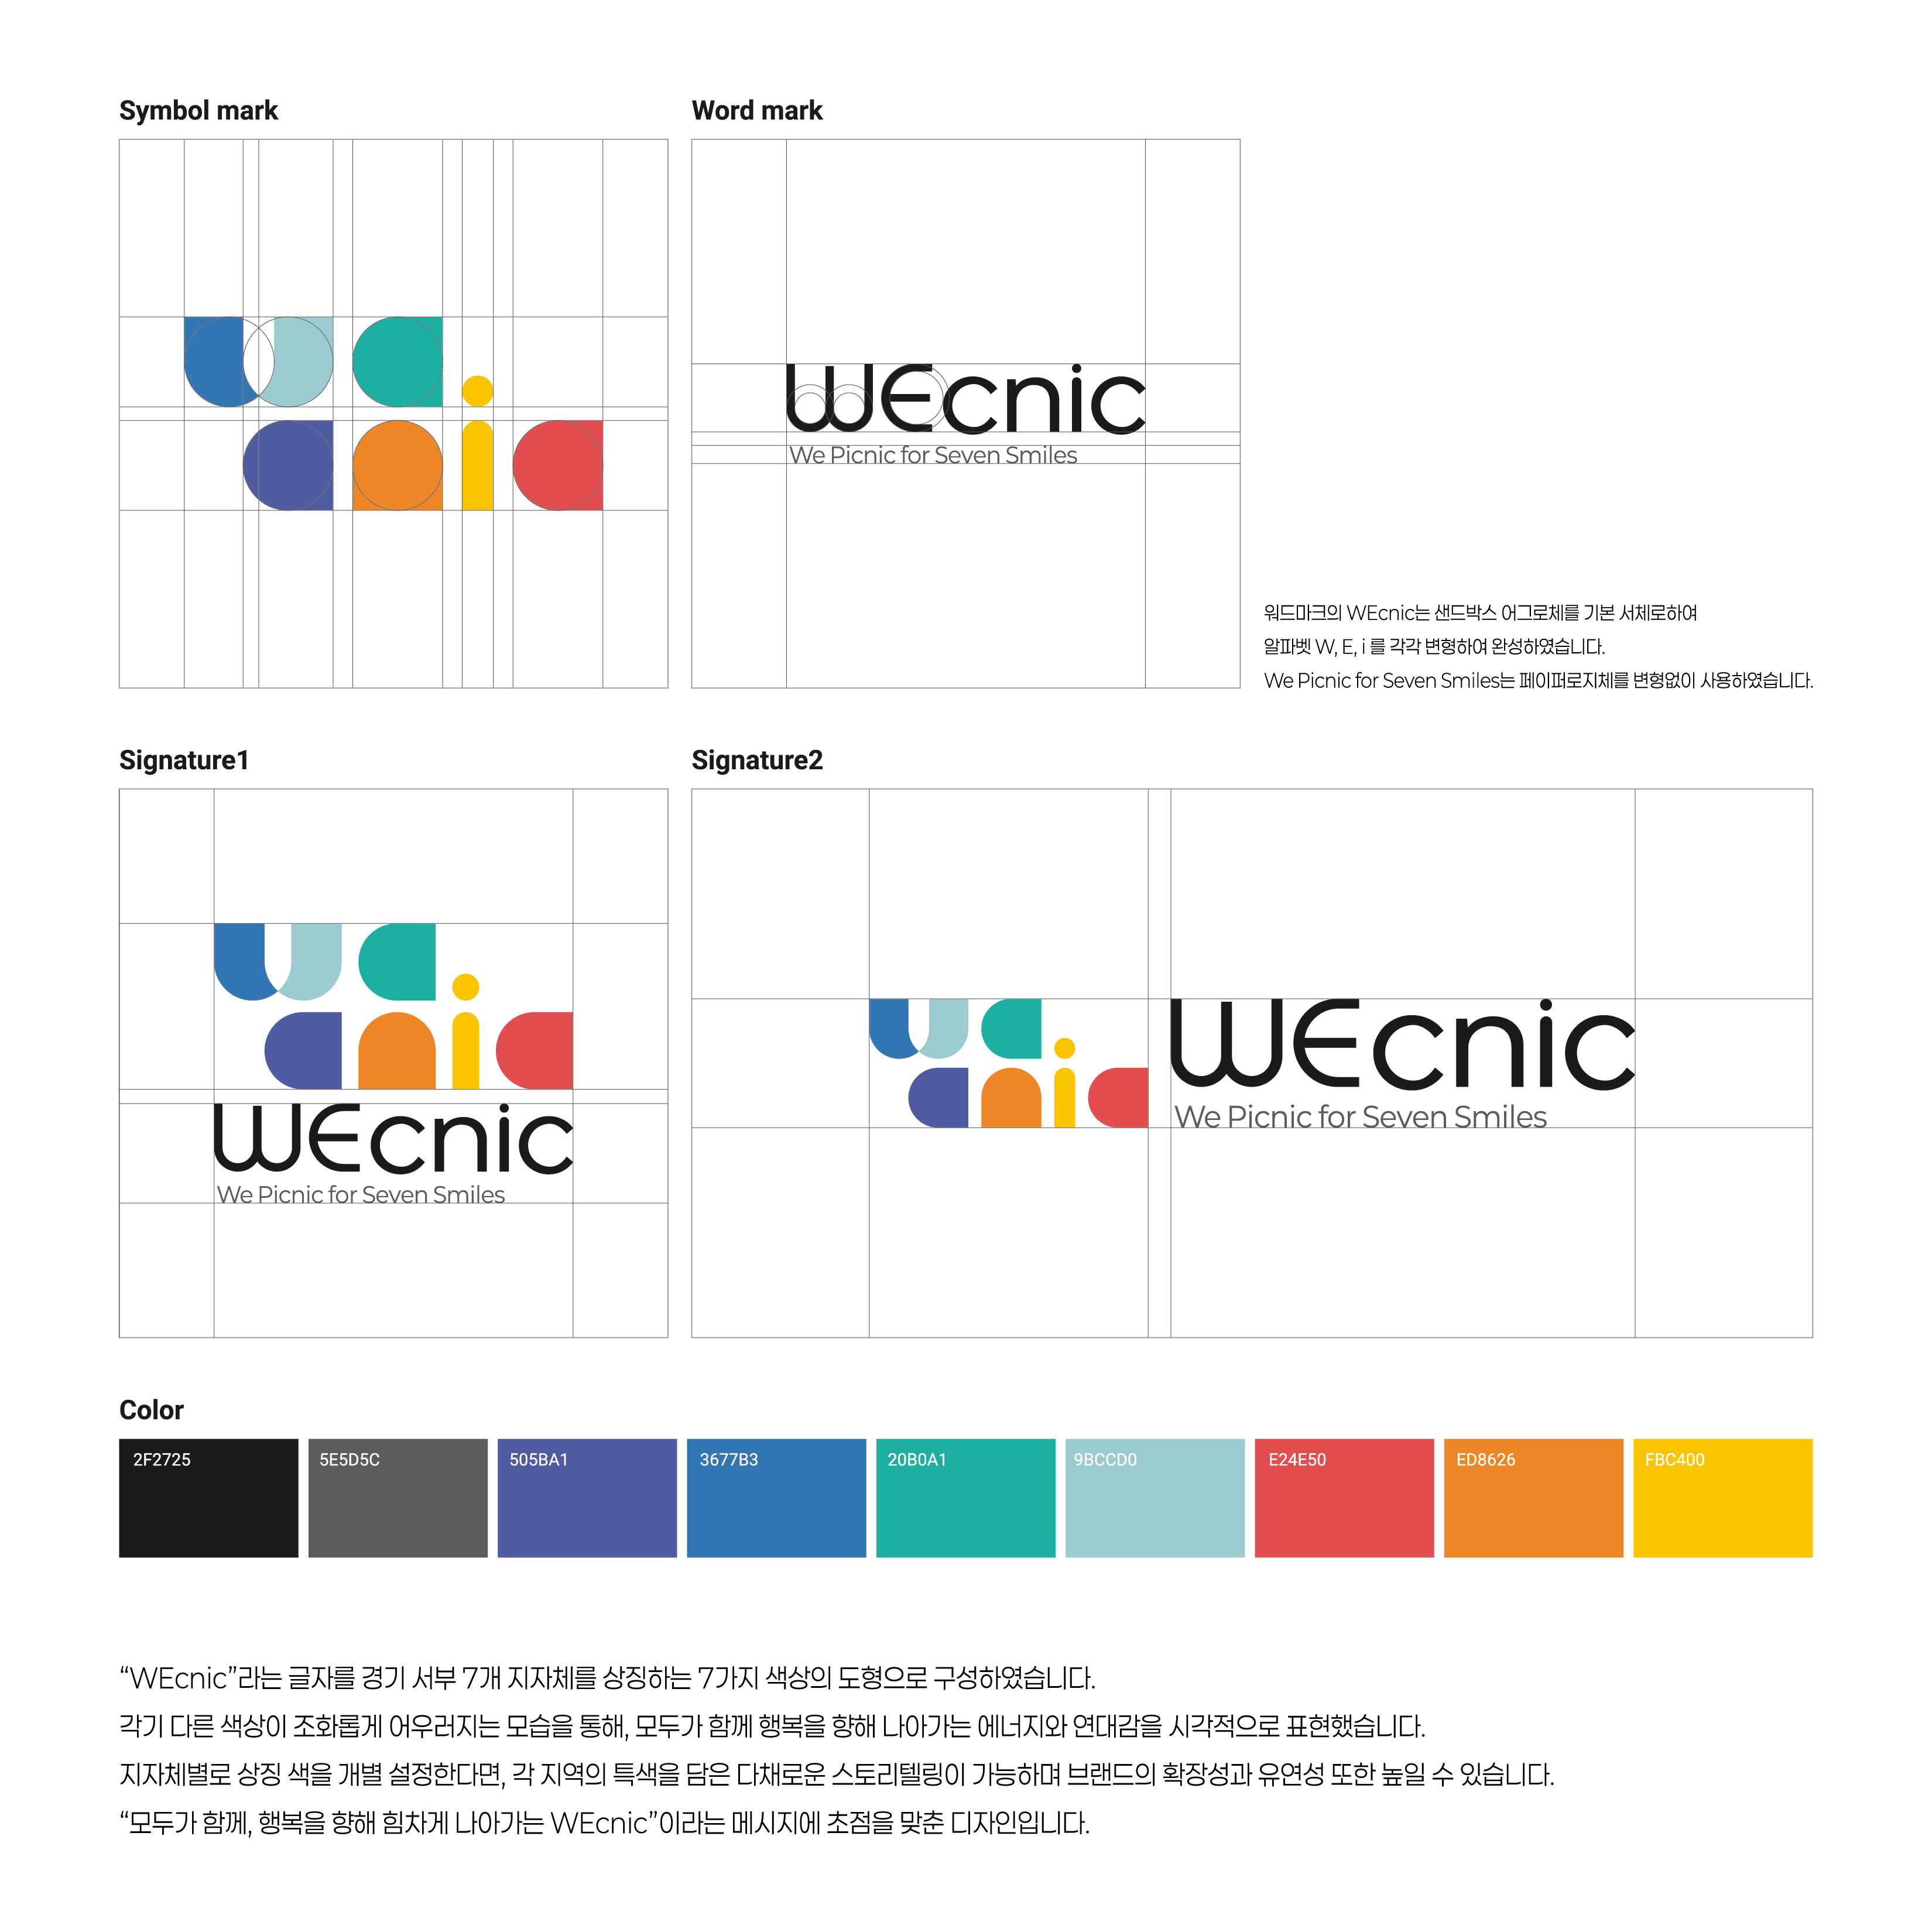 Symbol mark
Word mark
WEcnic
We Picnic for Seven Smiles
워드마크의 WEcnic는 샌드박스 어그로체를 기본 서체로하여
알파벳 W, E, i 를 각각 변형하여 완성하였습니다.
We Picnic for Seven Smiles는 페이퍼로지체를 변형없이 사용하였습니다.
Signature1
Signature2
WEcnic
We Picnic for Seven Smiles
WEcnic
We Picnic for Seven Smiles
Color
2F2725
5E5D5C
505BA1
3677B3
20B0A1
9BCCD0
E24E50
ED8626
FBC400
“WEcnic”라는 글자를 경기 서부 7개 지자체를 상징하는 7가지 색상의 도형으로 구성하였습니다.
각기 다른 색상이 조화롭게 어우러지는 모습을 통해, 모두가 함께 행복을 향해 나아가는 에너지와 연대감을 시각적으로 표현했습니다.
지자체별로 상징 색을 개별 설정한다면, 각 지역의 특색을 담은 다채로운 스토리텔링이 가능하며 브랜드의 확장성과 유연성 또한 높일 수 있습니다.
“모두가 함께, 행복을 향해 힘차게 나아가는 WEcnic”이라는 메시지에 초점을 맞춘 디자인입니다.